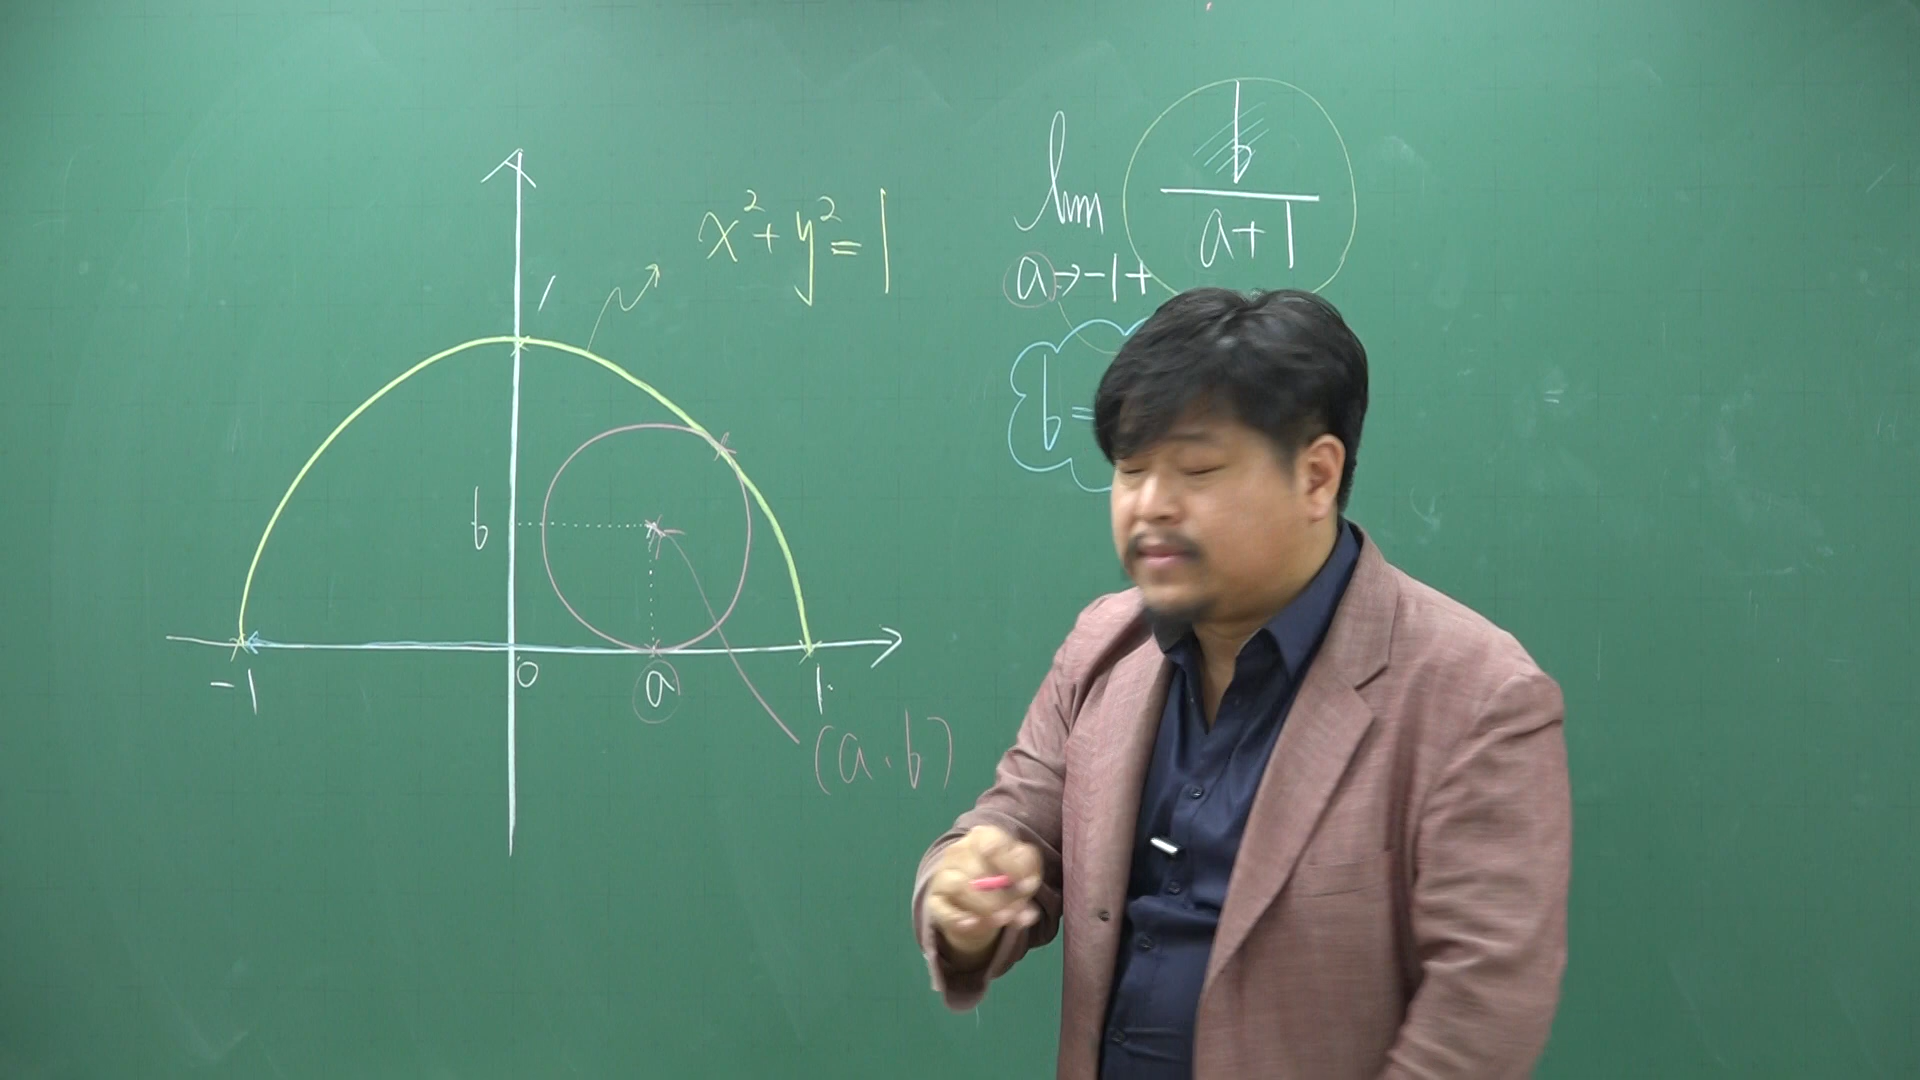 x² + y² = 1
1
b
-1
0
a
1
(a, b)
lim b/(a+1)
a → -1+
b =